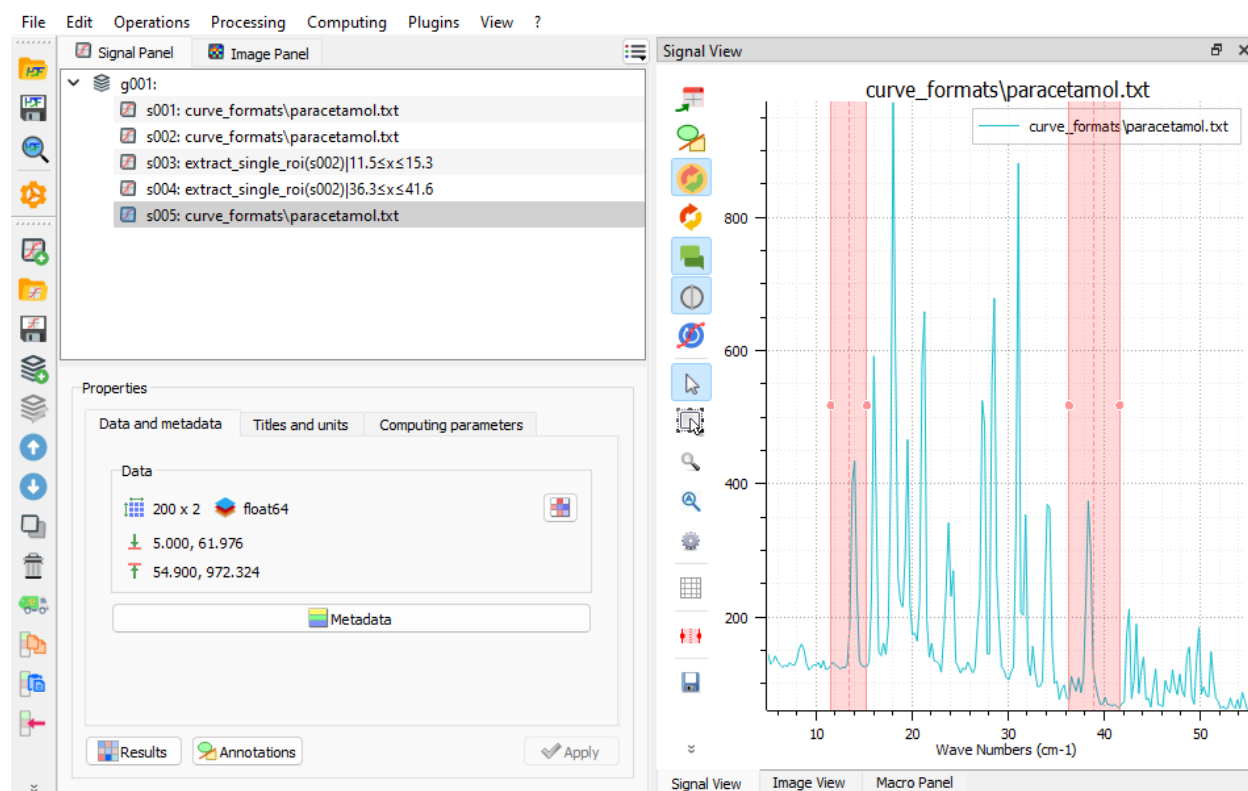 File Edit Operations Processing Computing Plugins View ?
Signal Panel Image Panel
g001:
s001: curve_formats\paracetamol.txt
s002: curve_formats\paracetamol.txt
s003: extract_single_roi(s002)|11.5≤x≤15.3
s004: extract_single_roi(s002)|36.3≤x≤41.6
s005: curve_formats\paracetamol.txt
Properties
Data and metadata Titles and units Computing parameters
Data
200 x 2 float64
5.000, 61.976
54.900, 972.324
Metadata
Results Annotations Apply
Signal View
curve_formats\paracetamol.txt
curve_formats\paracetamol.txt
800
600
400
200
10 20 30 40 50
Wave Numbers (cm-1)
Signal View Image View Macro Panel